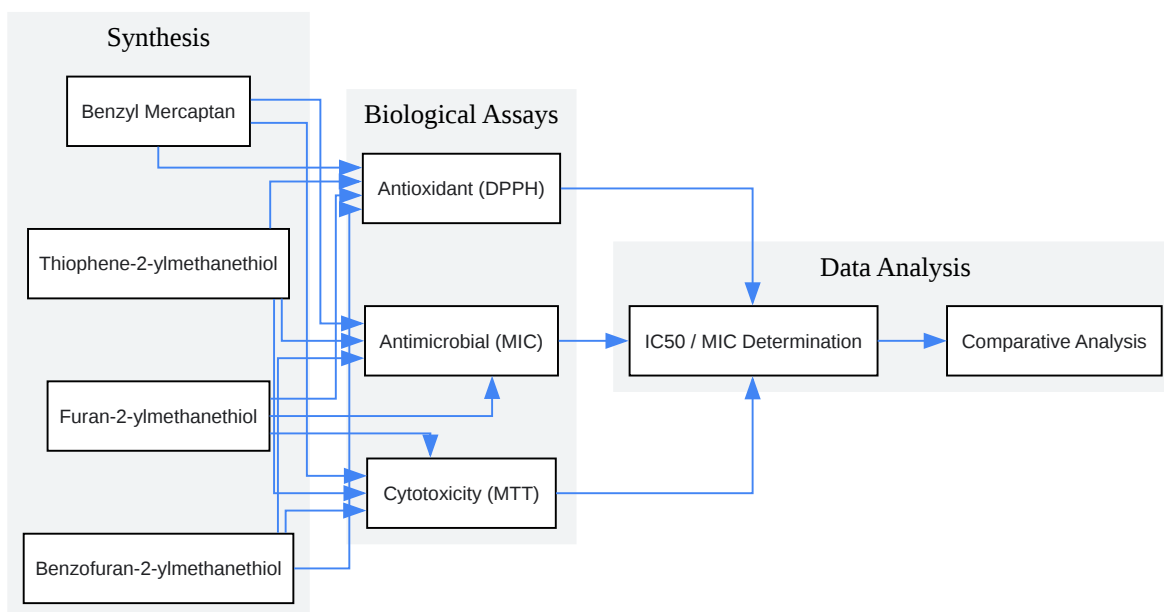 Synthesis
Benzyl Mercaptan
Thiophene-2-ylmethanethiol
Furan-2-ylmethanethiol
Benzofuran-2-ylmethanethiol
Biological Assays
Antioxidant (DPPH)
Antimicrobial (MIC)
Cytotoxicity (MTT)
Data Analysis
IC50 / MIC Determination
Comparative Analysis